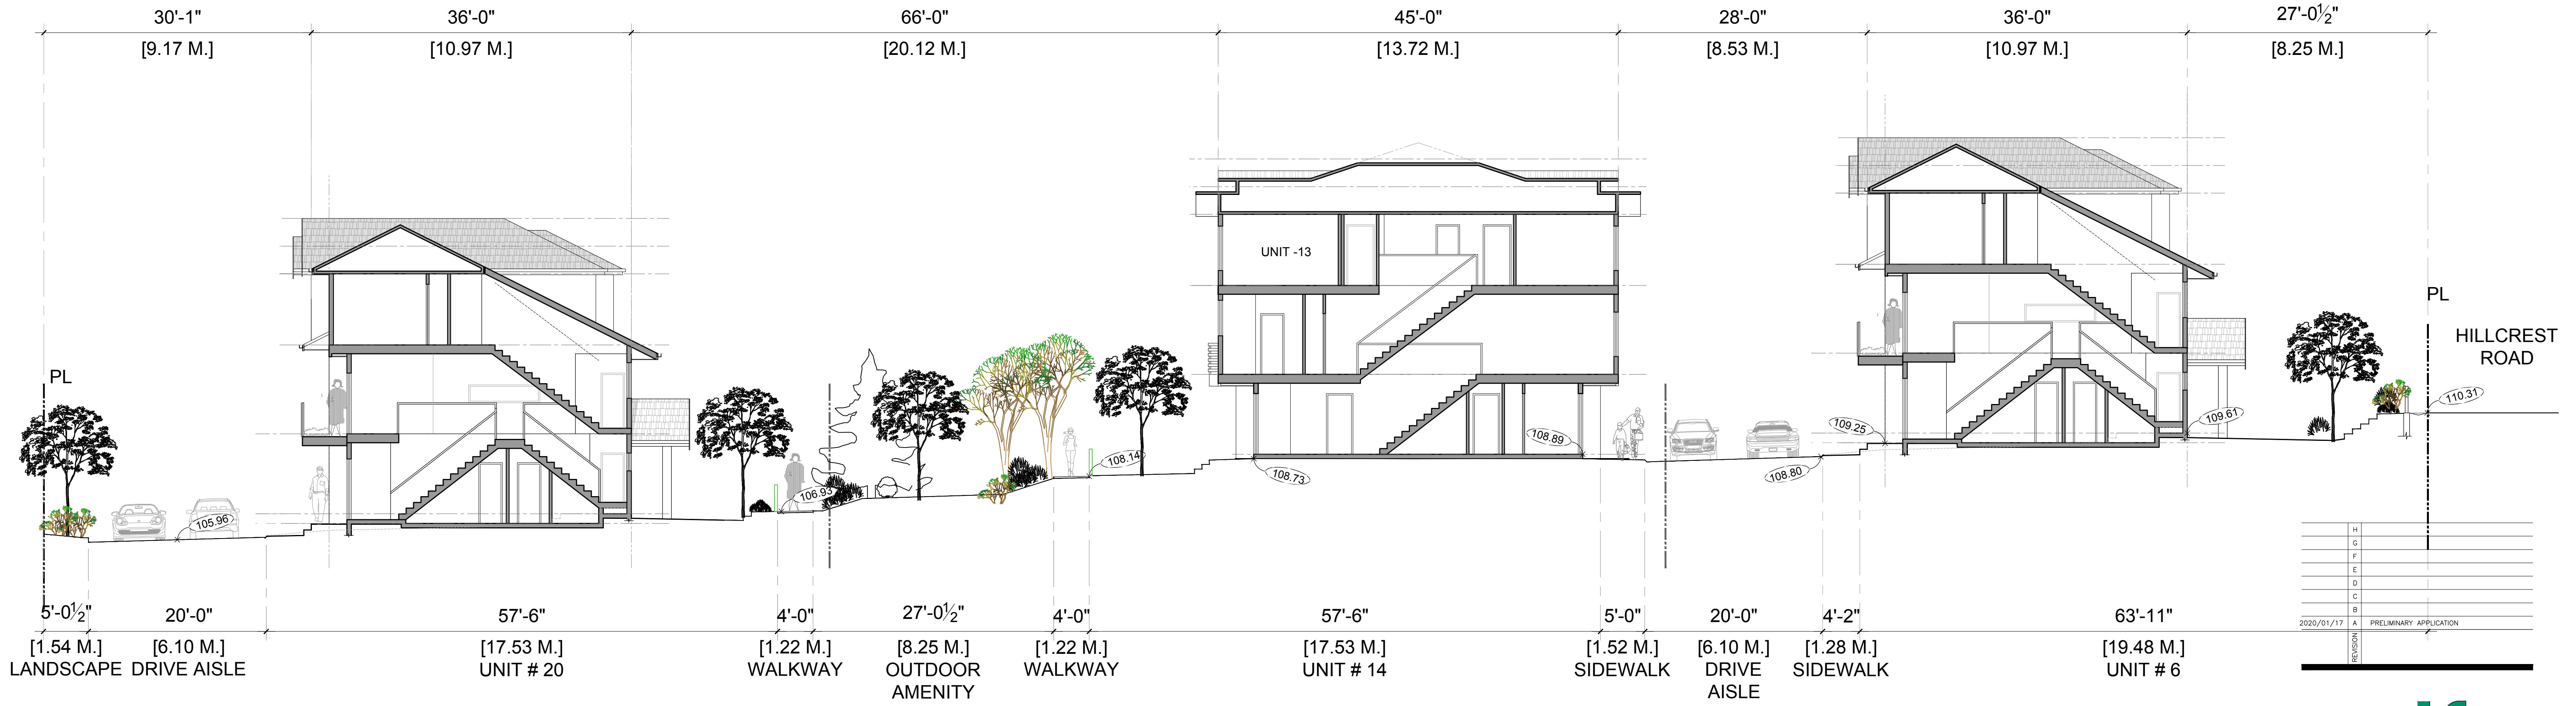 30'-1" 36'-0" 66'-0" 45'-0" 28'-0" 36'-0" 27'-0½"
[9.17 M.] [10.97 M.] [20.12 M.] [13.72 M.] [8.53 M.] [10.97 M.] [8.25 M.]
UNIT -13
PL
HILLCREST
ROAD
PL
110.31
109.61
109.25
108.89
108.14
108.73
108.80
106.93
105.96
H
G
F
E
D
C
B
2020/01/17 A PRELIMINARY APPLICATION
REVISION
5'-0½" 20'-0" 57'-6" 4'-0" 27'-0½" 4'-0" 57'-6" 5'-0" 20'-0" 4'-2" 63'-11"
[1.54 M.] [6.10 M.] [17.53 M.] [1.22 M.] [8.25 M.] [1.22 M.] [17.53 M.] [1.52 M.] [6.10 M.] [1.28 M.] [19.48 M.]
LANDSCAPE DRIVE AISLE UNIT # 20 WALKWAY OUTDOOR WALKWAY UNIT # 14 SIDEWALK DRIVE SIDEWALK UNIT # 6
AMENITY AISLE